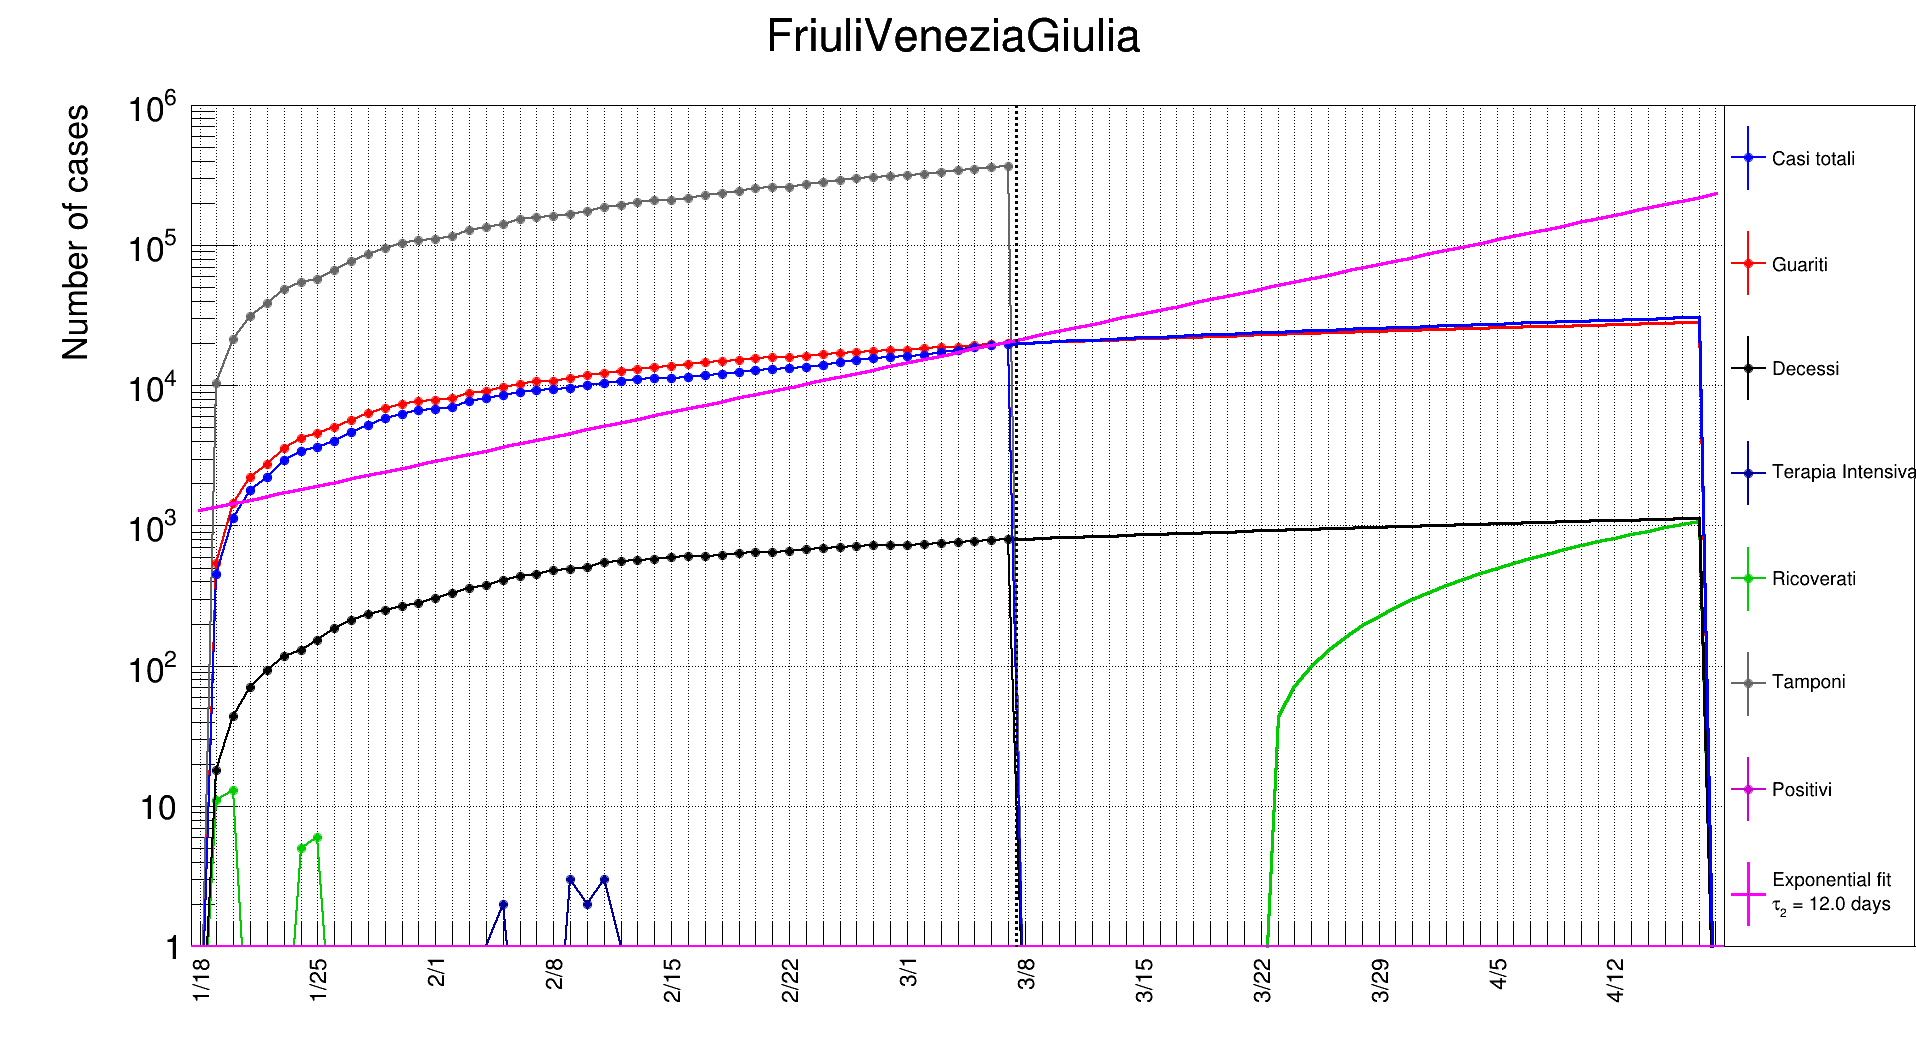 FriuliVeneziaGiulia
Number of cases
10^6
10^5
10^4
10^3
10^2
10
1
1/18
1/25
2/1
2/8
2/15
2/22
3/1
3/8
3/15
3/22
3/29
4/5
4/12
Casi totali
Guariti
Decessi
Terapia Intensiva
Ricoverati
Tamponi
Positivi
Exponential fit
τ_2 = 12.0 days